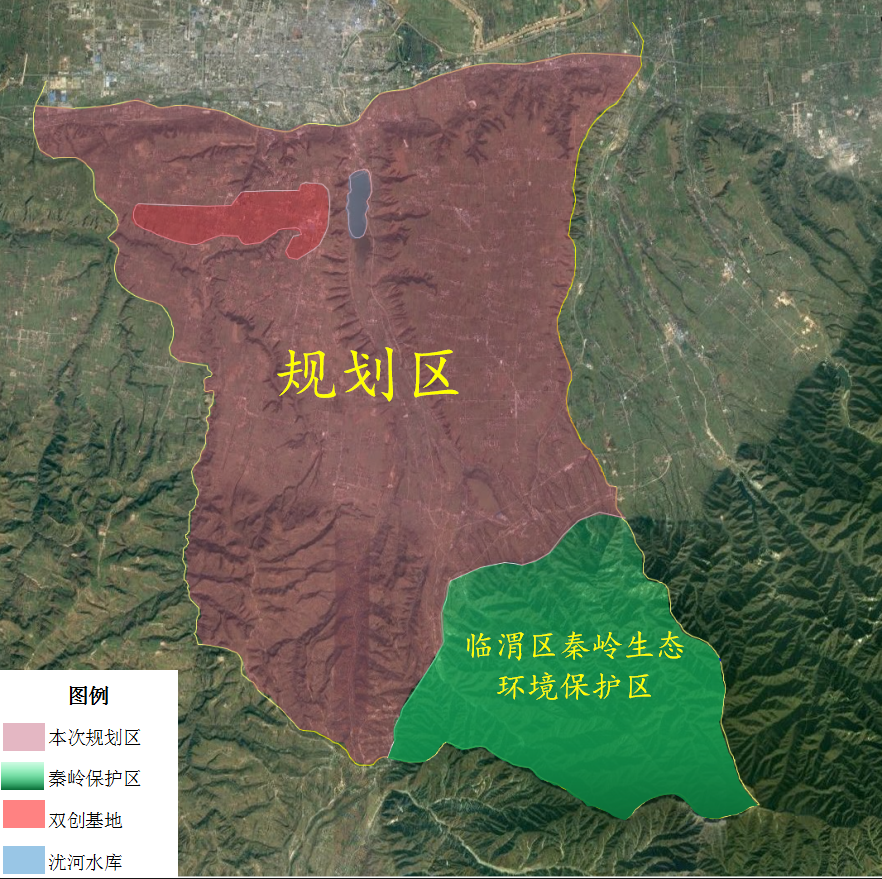 规划区
临渭区秦岭生态
环境保护区
图例
本次规划区
秦岭保护区
双创基地
沋河水库